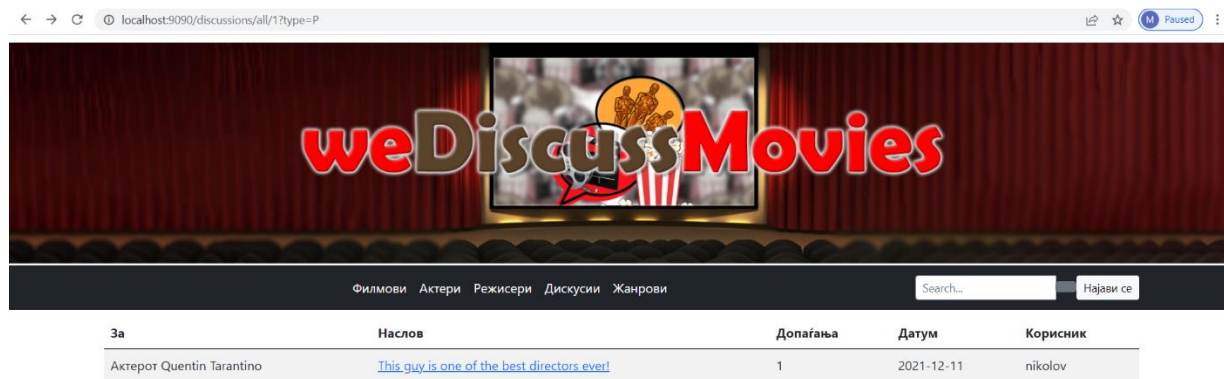 localhost:9090/discussions/all/1?type=P
M Paused
weDiscussMovies
Филмови Актери Режисери Дискусии Жанрови Search... Најави се
За Наслов Допаѓања Датум Корисник
Актерот Quentin Tarantino This guy is one of the best directors ever! 1 2021-12-11 nikolov